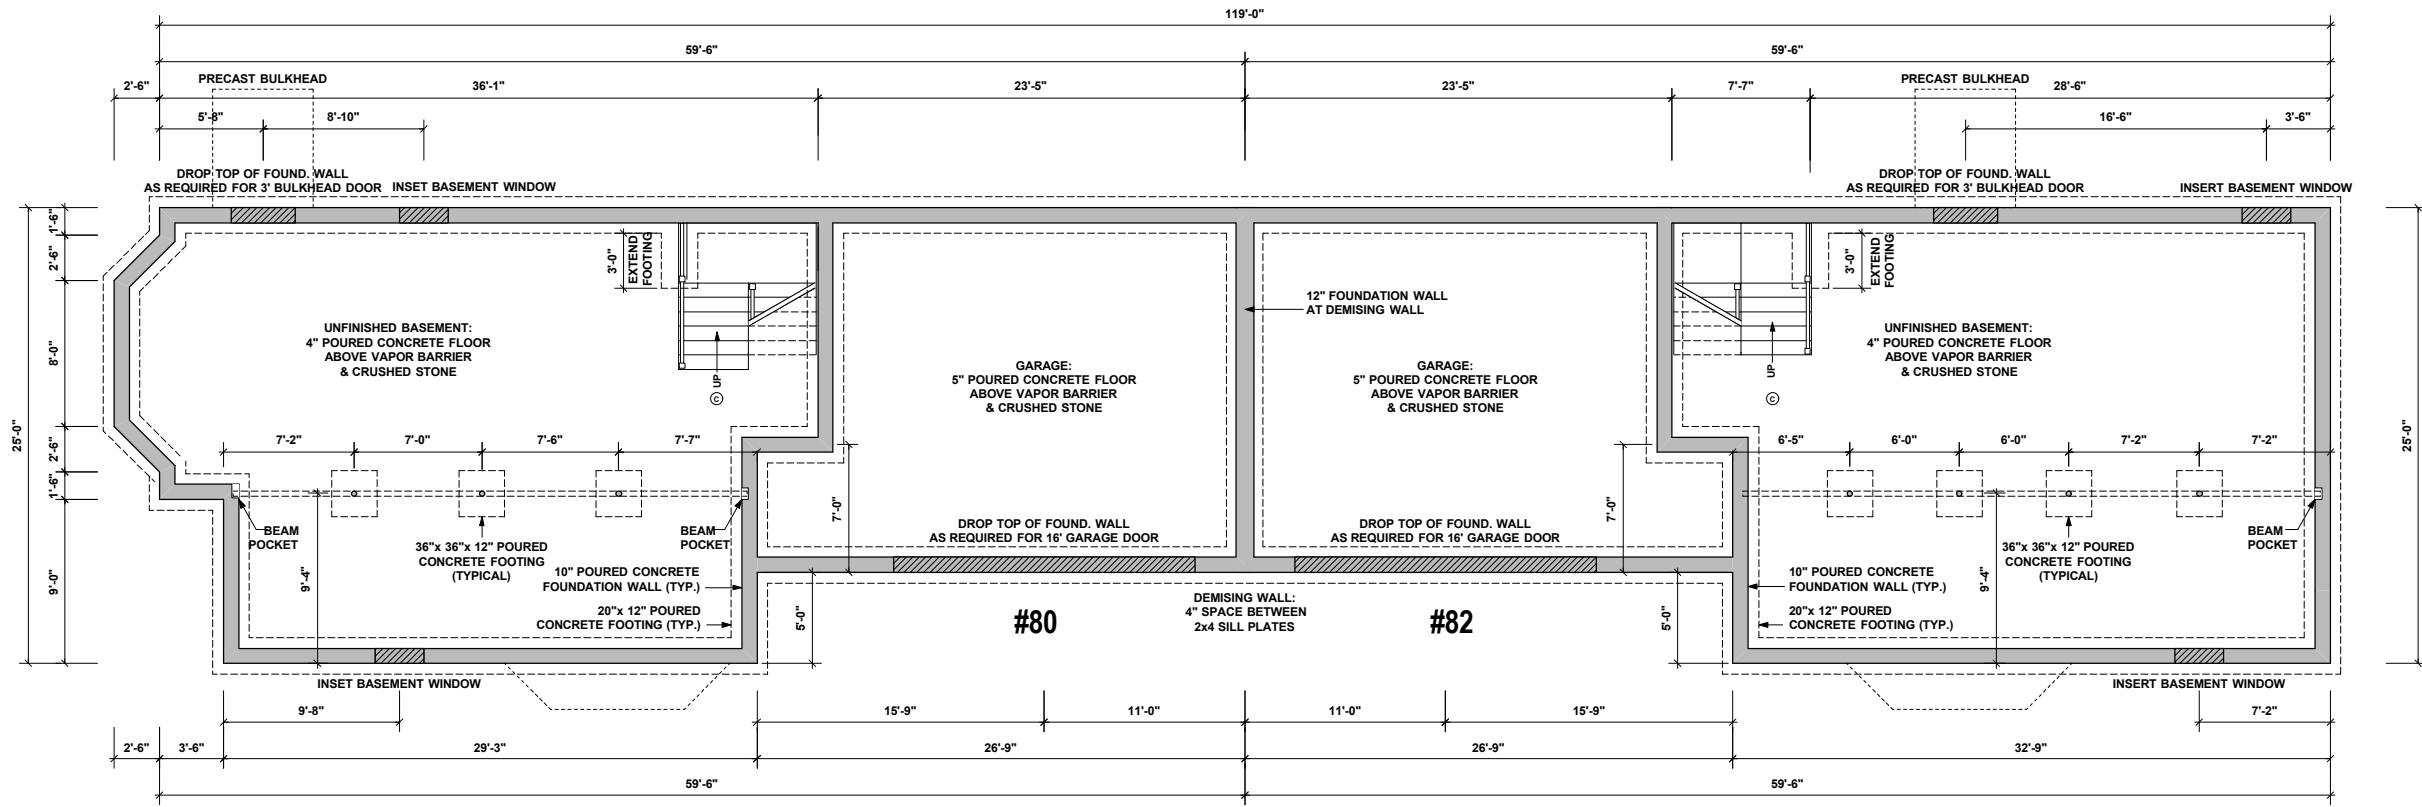 119'-0"
59'-6"
59'-6"
PRECAST BULKHEAD
PRECAST BULKHEAD
2'-6"
36'-1"
23'-5"
23'-5"
7'-7"
28'-6"
5'-8"
8'-10"
16'-6"
3'-6"
DROP TOP OF FOUND. WALL
AS REQUIRED FOR 3' BULKHEAD DOOR
INSET BASEMENT WINDOW
DROP TOP OF FOUND. WALL
AS REQUIRED FOR 3' BULKHEAD DOOR
INSERT BASEMENT WINDOW
1'-6"
2'-6"
8'-0"
2'-6"
1'-6"
9'-0"
25'-0"
25'-0"
3'-0"
EXTEND
FOOTING
3'-0"
EXTEND
FOOTING
12" FOUNDATION WALL
AT DEMISING WALL
UNFINISHED BASEMENT:
4" POURED CONCRETE FLOOR
ABOVE VAPOR BARRIER
& CRUSHED STONE
UNFINISHED BASEMENT:
4" POURED CONCRETE FLOOR
ABOVE VAPOR BARRIER
& CRUSHED STONE
GARAGE:
5" POURED CONCRETE FLOOR
ABOVE VAPOR BARRIER
& CRUSHED STONE
GARAGE:
5" POURED CONCRETE FLOOR
ABOVE VAPOR BARRIER
& CRUSHED STONE
UP
C
UP
C
7'-2"
7'-0"
7'-6"
7'-7"
6'-5"
6'-0"
6'-0"
7'-2"
7'-2"
BEAM
POCKET
BEAM
POCKET
BEAM
POCKET
7'-0"
7'-0"
DROP TOP OF FOUND. WALL
AS REQUIRED FOR 16' GARAGE DOOR
DROP TOP OF FOUND. WALL
AS REQUIRED FOR 16' GARAGE DOOR
36"x 36"x 12" POURED
CONCRETE FOOTING
(TYPICAL)
36"x 36"x 12" POURED
CONCRETE FOOTING
(TYPICAL)
9'-4"
9'-4"
10" POURED CONCRETE
FOUNDATION WALL (TYP.)
20"x 12" POURED
CONCRETE FOOTING (TYP.)
10" POURED CONCRETE
FOUNDATION WALL (TYP.)
20"x 12" POURED
CONCRETE FOOTING (TYP.)
5'-0"
5'-0"
#80
DEMISING WALL:
4" SPACE BETWEEN
2x4 SILL PLATES
#82
INSET BASEMENT WINDOW
INSERT BASEMENT WINDOW
9'-8"
15'-9"
11'-0"
11'-0"
15'-9"
7'-2"
2'-6"
3'-6"
29'-3"
26'-9"
26'-9"
32'-9"
59'-6"
59'-6"